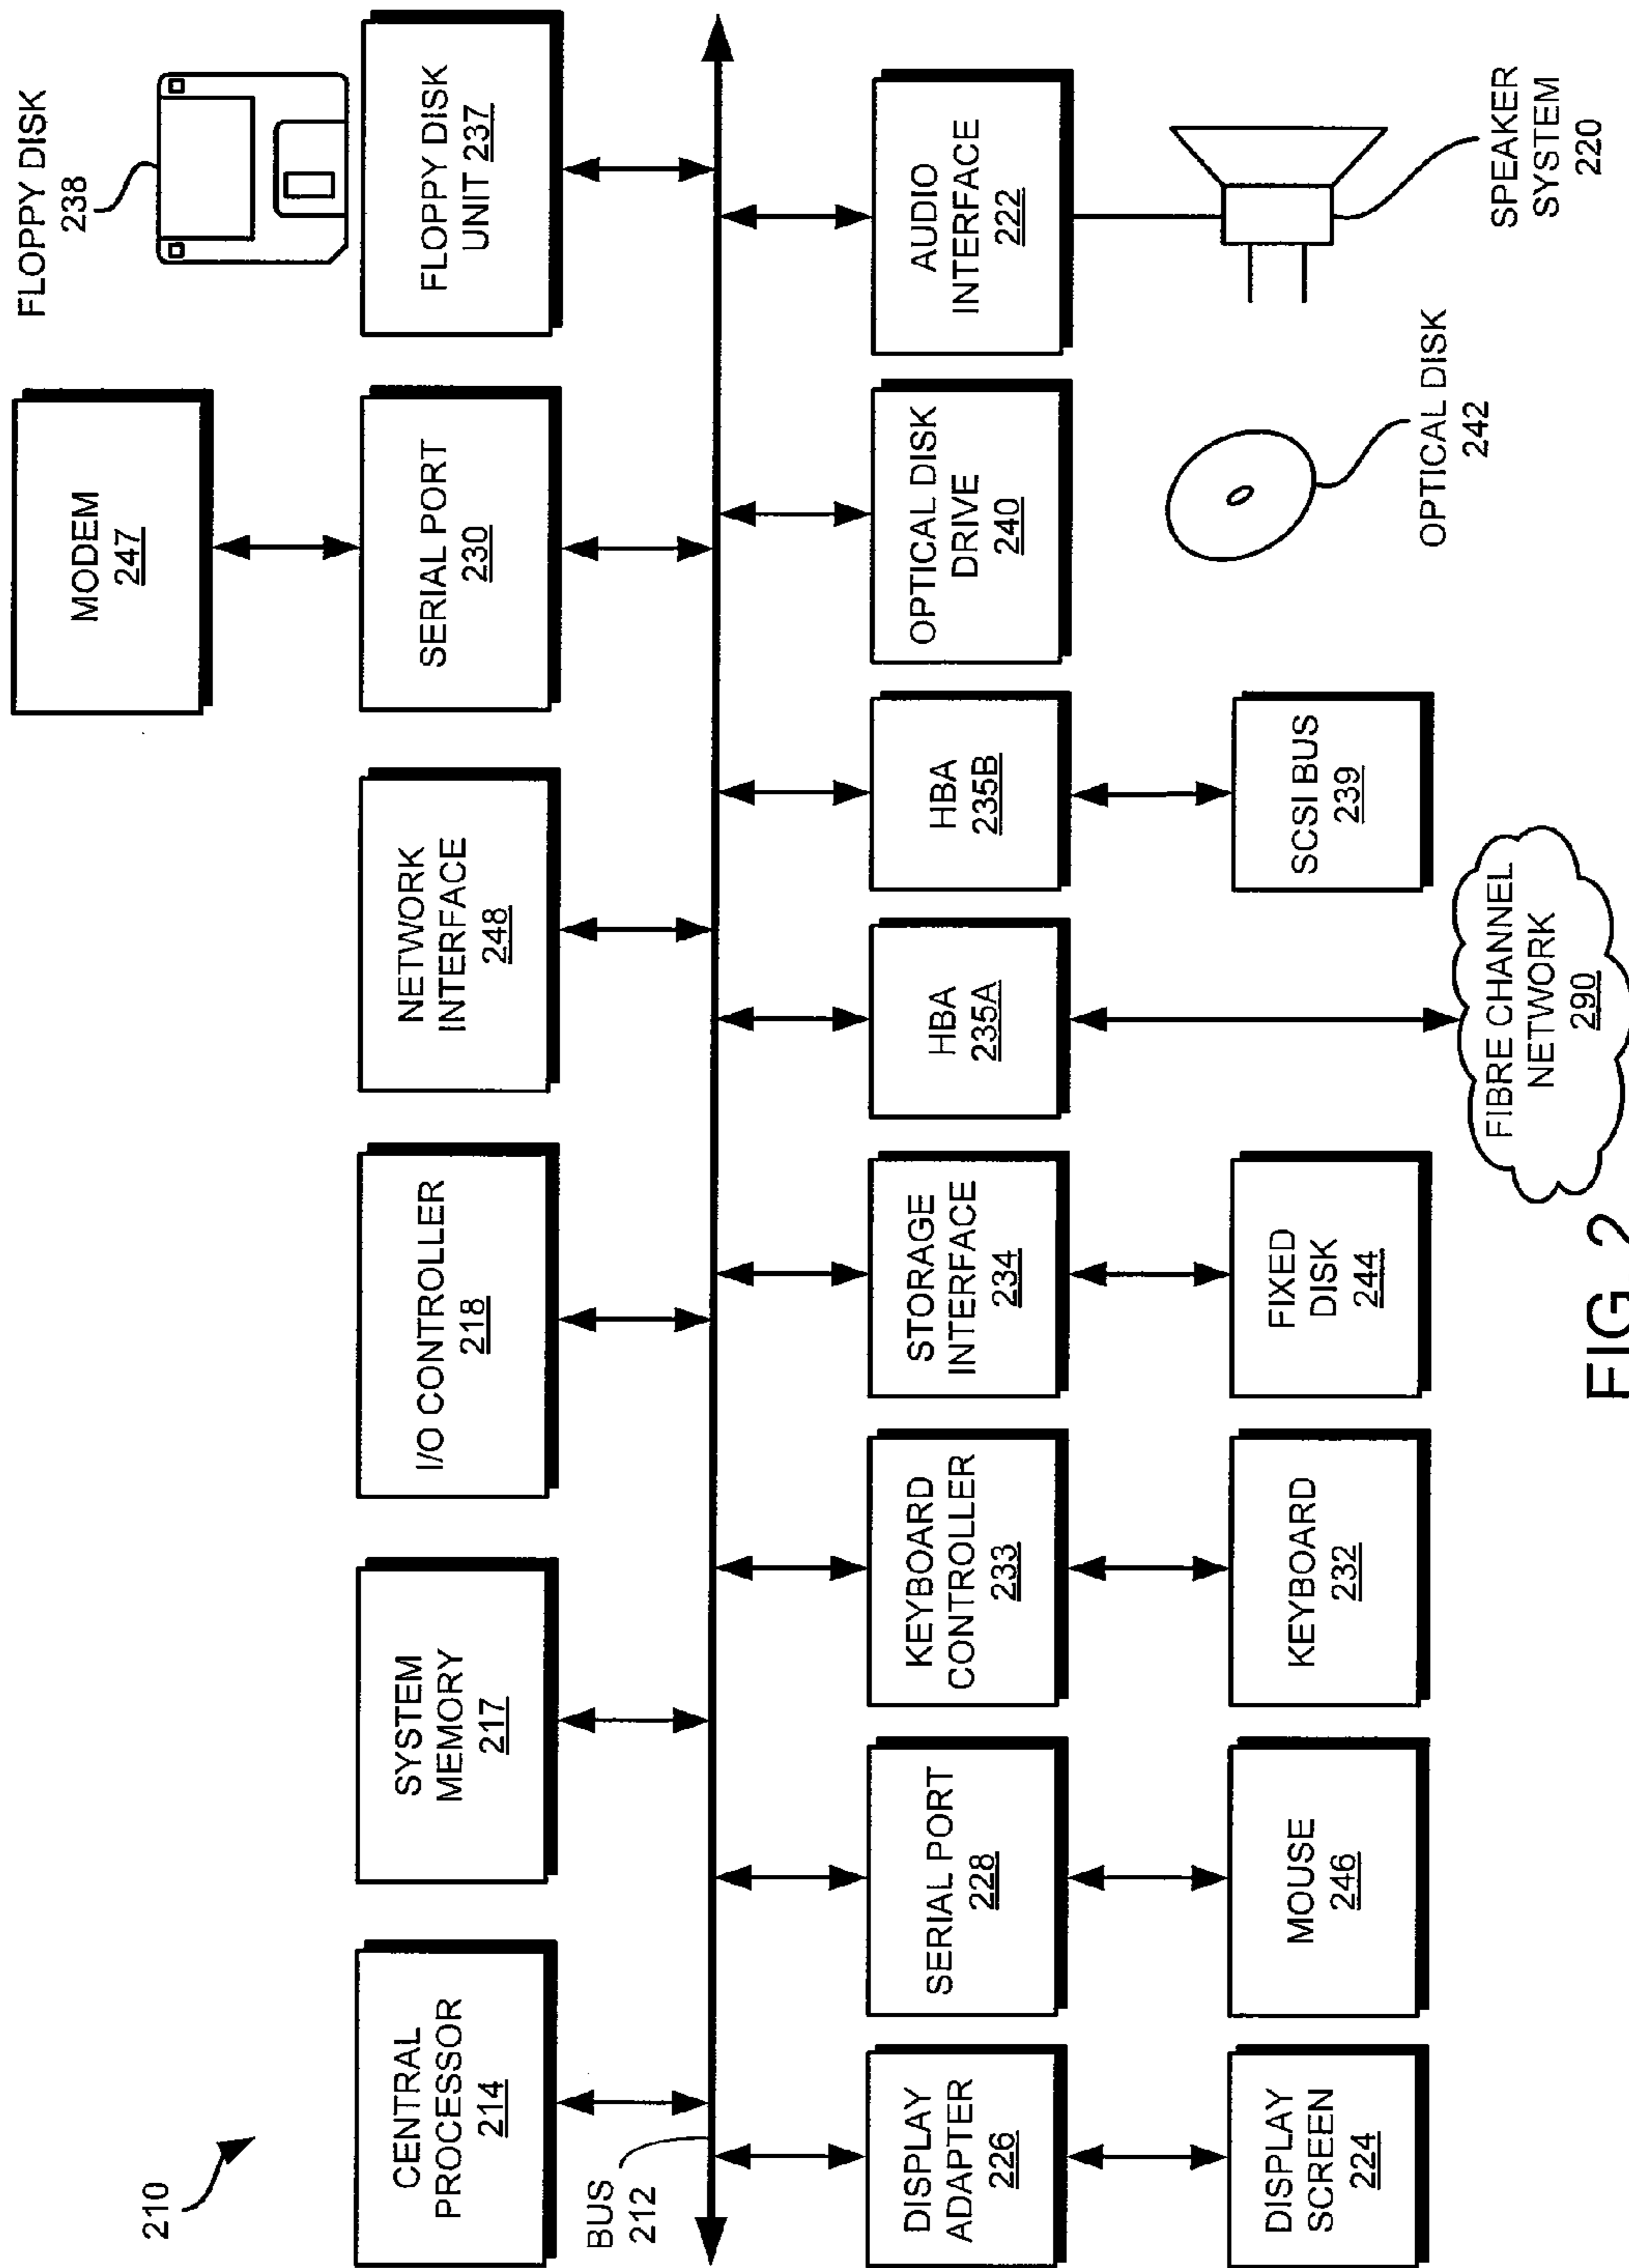 210
FLOPPY DISK
238
MODEM
247
CENTRAL
PROCESSOR
214
SYSTEM
MEMORY
217
I/O CONTROLLER
218
NETWORK
INTERFACE
248
SERIAL PORT
230
FLOPPY DISK
UNIT 237
BUS
212
DISPLAY
ADAPTER
226
SERIAL PORT
228
KEYBOARD
CONTROLLER
233
STORAGE
INTERFACE
234
HBA
235A
HBA
235B
OPTICAL DISK
DRIVE
240
AUDIO
INTERFACE
222
DISPLAY
SCREEN
224
MOUSE
246
KEYBOARD
232
FIXED
DISK
244
SCSI BUS
239
FIBRE CHANNEL
NETWORK
290
OPTICAL DISK
242
SPEAKER
SYSTEM
220
FIG. 2